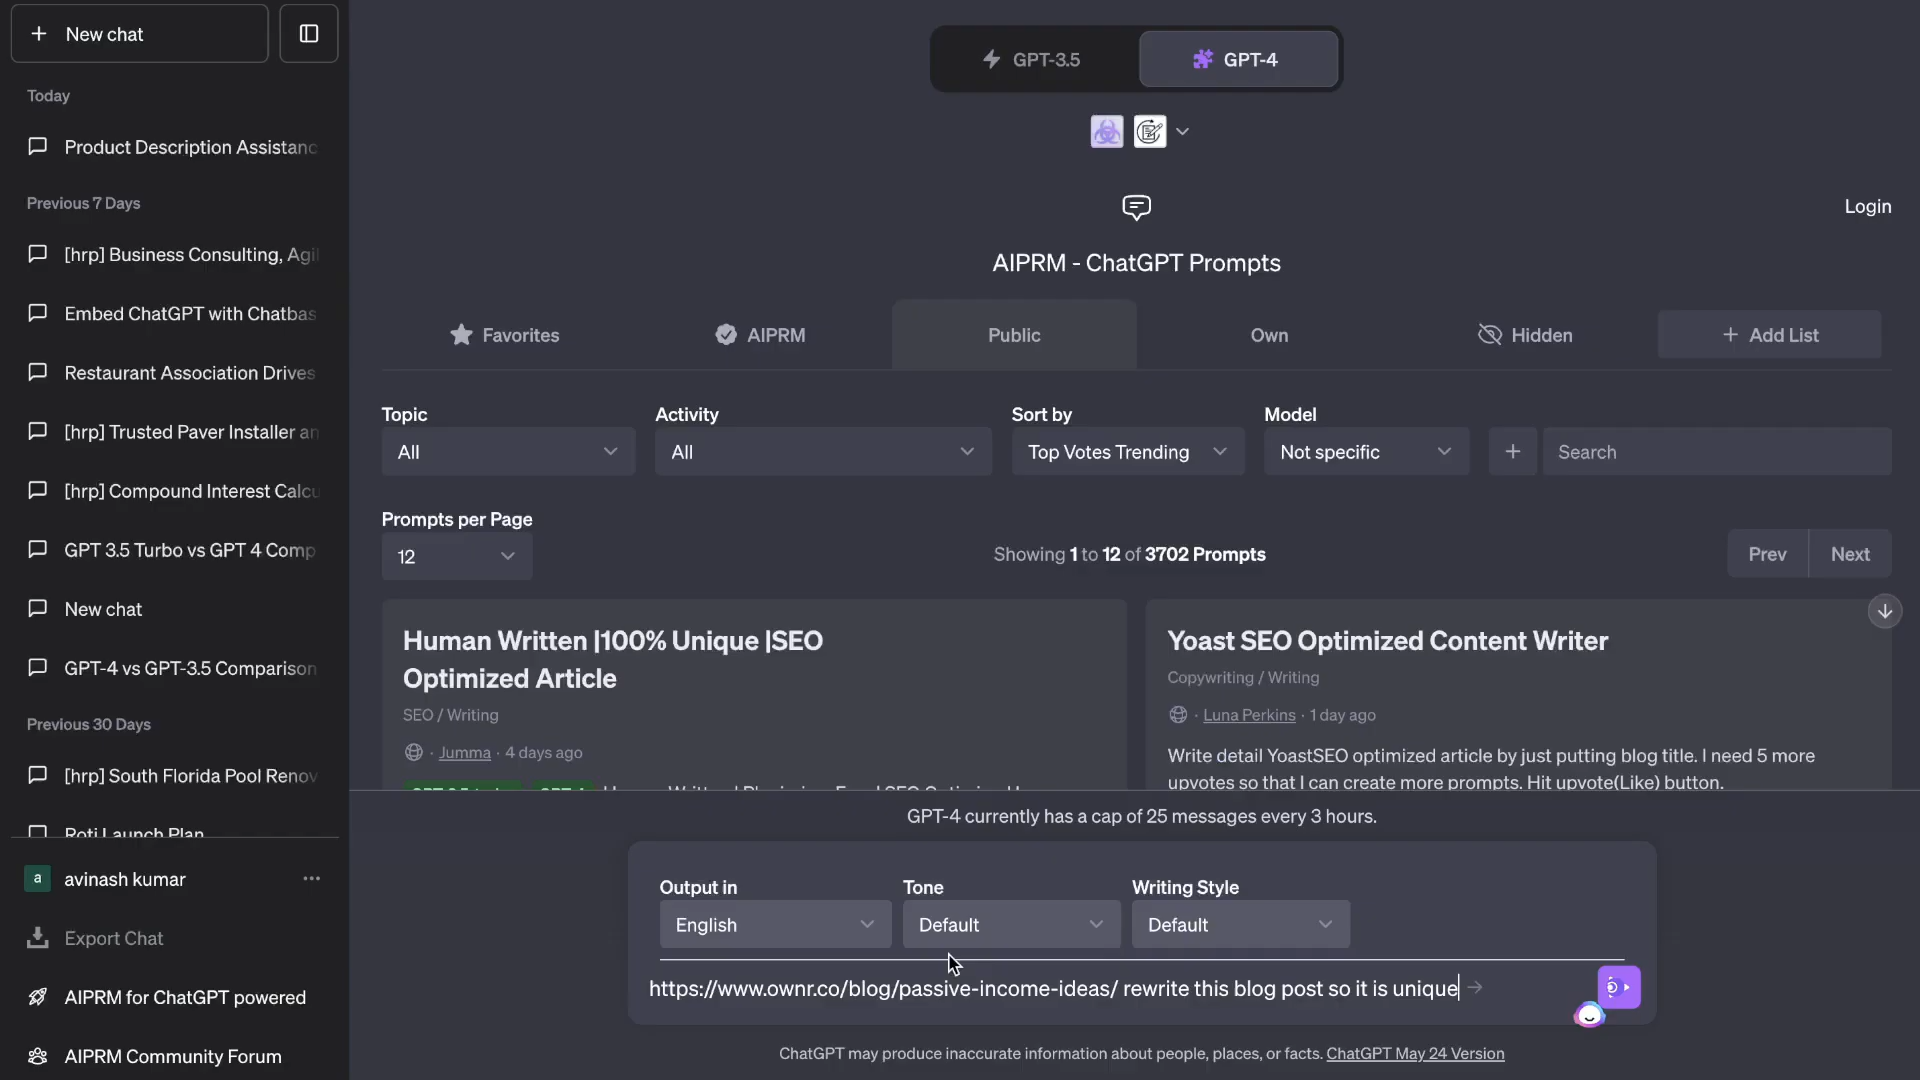 New chat
Today
Product Description Assistanc
Previous 7 Days
[hrp] Business Consulting, Agil
Embed ChatGPT with Chatbas
Restaurant Association Drives
[hrp] Trusted Paver Installer an
[hrp] Compound Interest Calcu
GPT 3.5 Turbo vs GPT 4 Comp
New chat
GPT-4 vs GPT-3.5 Comparison
Previous 30 Days
[hrp] South Florida Pool Renov
Roti Launch Plan
a avinash kumar
Export Chat
AIPRM for ChatGPT powered
AIPRM Community Forum
GPT-3.5 GPT-4
Login
AIPRM - ChatGPT Prompts
Favorites AIPRM Public Own Hidden + Add List
Topic Activity Sort by Model
All All Top Votes Trending Not specific + Search
Prompts per Page
12
Showing 1 to 12 of 3702 Prompts
Prev Next
Human Written |100% Unique |SEO
Optimized Article
SEO / Writing
· Jumma · 4 days ago
Yoast SEO Optimized Content Writer
Copywriting / Writing
· Luna Perkins · 1 day ago
Write detail YoastSEO optimized article by just putting blog title. I need 5 more
upvotes so that I can create more prompts. Hit upvote(Like) button.
GPT-4 currently has a cap of 25 messages every 3 hours.
Output in Tone Writing Style
English Default Default
https://www.ownr.co/blog/passive-income-ideas/ rewrite this blog post so it is unique
ChatGPT may produce inaccurate information about people, places, or facts. ChatGPT May 24 Version